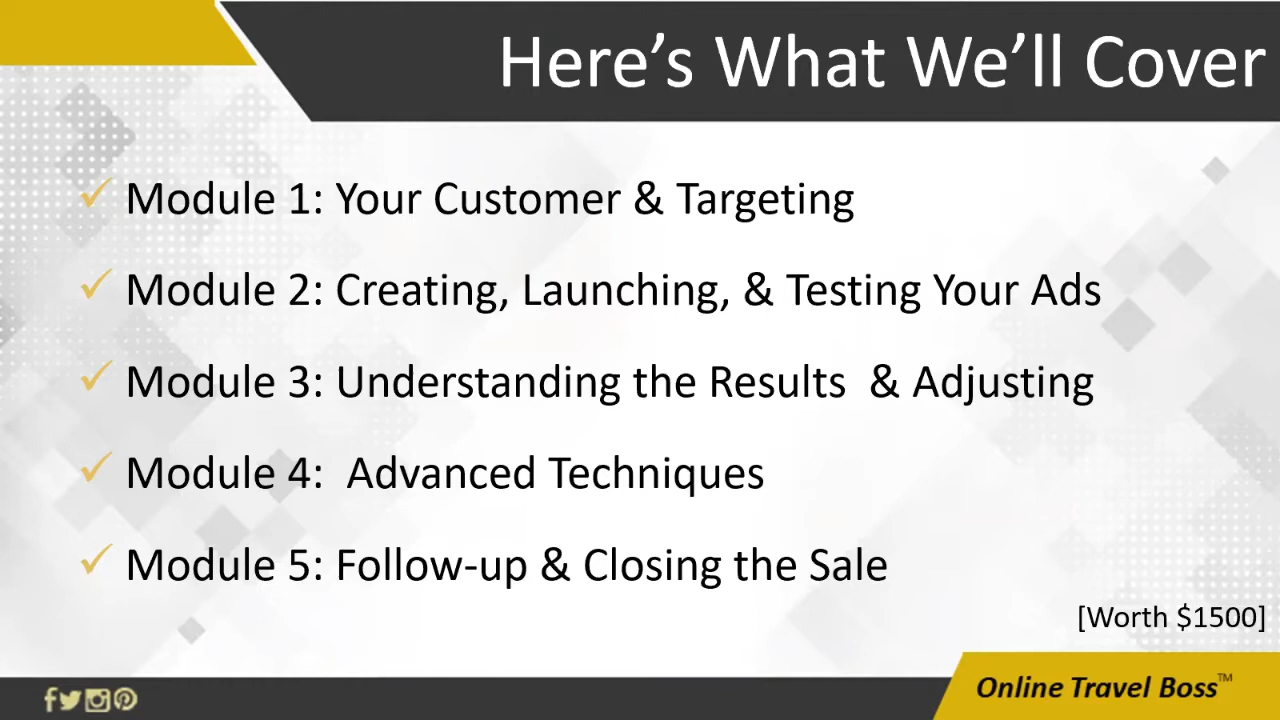 Here’s What We’ll Cover
Module 1: Your Customer & Targeting
Module 2: Creating, Launching, & Testing Your Ads
Module 3: Understanding the Results & Adjusting
Module 4: Advanced Techniques
Module 5: Follow-up & Closing the Sale
[Worth $1500]
Online Travel Boss™